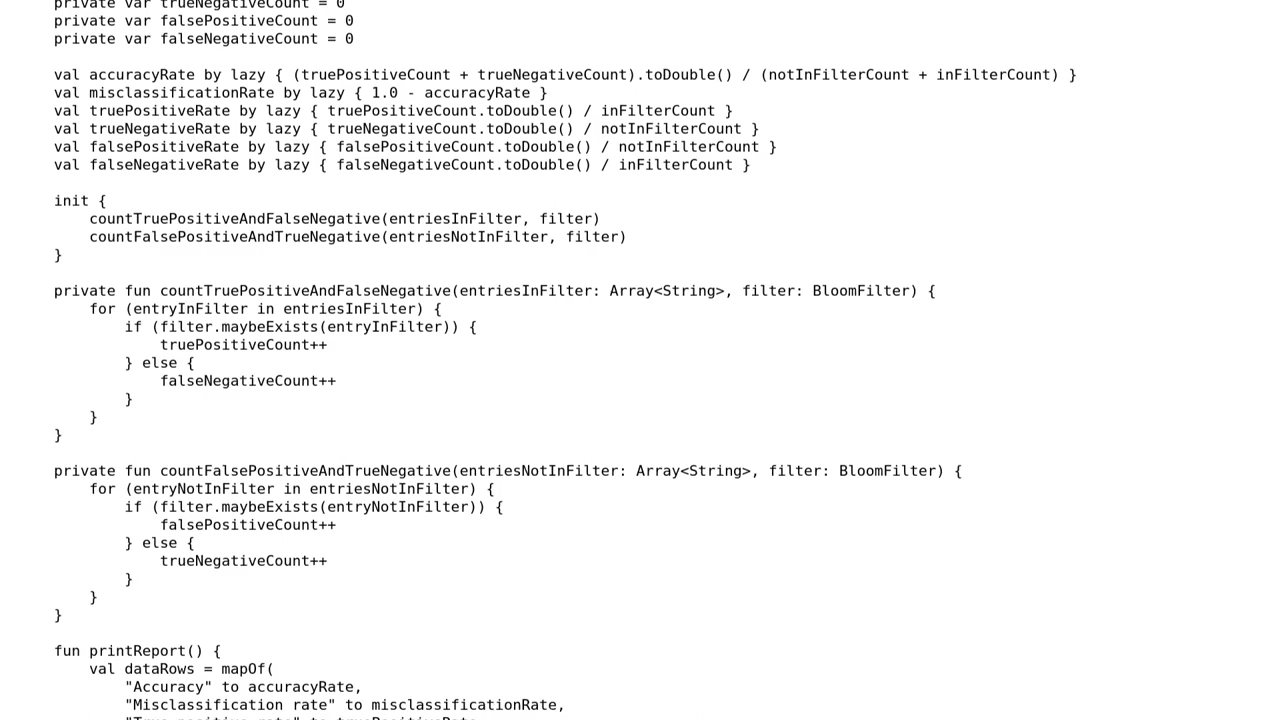 private var trueNegativeCount = 0
private var falsePositiveCount = 0
private var falseNegativeCount = 0

val accuracyRate by lazy { (truePositiveCount + trueNegativeCount).toDouble() / (notInFilterCount + inFilterCount) }
val misclassificationRate by lazy { 1.0 - accuracyRate }
val truePositiveRate by lazy { truePositiveCount.toDouble() / inFilterCount }
val trueNegativeRate by lazy { trueNegativeCount.toDouble() / notInFilterCount }
val falsePositiveRate by lazy { falsePositiveCount.toDouble() / notInFilterCount }
val falseNegativeRate by lazy { falseNegativeCount.toDouble() / inFilterCount }

init {
    countTruePositiveAndFalseNegative(entriesInFilter, filter)
    countFalsePositiveAndTrueNegative(entriesNotInFilter, filter)
}

private fun countTruePositiveAndFalseNegative(entriesInFilter: Array<String>, filter: BloomFilter) {
    for (entryInFilter in entriesInFilter) {
        if (filter.maybeExists(entryInFilter)) {
            truePositiveCount++
        } else {
            falseNegativeCount++
        }
    }
}

private fun countFalsePositiveAndTrueNegative(entriesNotInFilter: Array<String>, filter: BloomFilter) {
    for (entryNotInFilter in entriesNotInFilter) {
        if (filter.maybeExists(entryNotInFilter)) {
            falsePositiveCount++
        } else {
            trueNegativeCount++
        }
    }
}

fun printReport() {
    val dataRows = mapOf(
        "Accuracy" to accuracyRate,
        "Misclassification rate" to misclassificationRate,
        "True positive rate" to truePositiveRate,